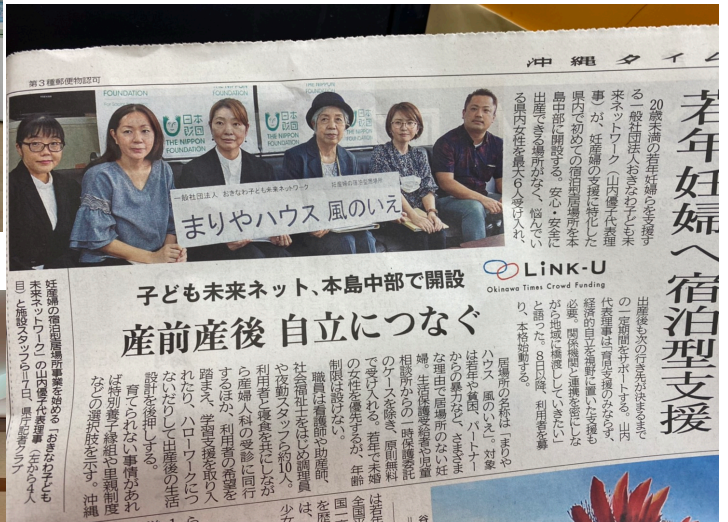 沖縄タイム
第3種郵便物認可
若年妊婦へ宿泊型支援
20歳未満の若年妊婦らを支援す
る一般社団法人おきなわ子ども未
来ネットワーク(山内優子代表理
事)が、妊産婦の支援に特化した
県内で初めての宿泊型居場所を本
島中部に開設する。安心・安全に
出産できる場所がなく、悩んでい
る県内女性を最大6人受け入れ、
出産後も次の行き先が決まるまで
の一定期間をサポートする。山内
代表理事は「育児支援のみならず、
経済的自立を視野に置いた支援も
必要。関係機関と連携を密にしな
がら地域に橋渡ししていきたい」
と語った。8日以降、利用者を募
り、本格始動する。
FOUNDATION
日本財団
THE NIPPON
FOUNDATION
日本財団
THE NIPPON
FOUNDATION
一般社団法人 おきなわ子ども未来ネットワーク
妊産婦の宿泊型居場所
まりやハウス 風のいえ
LiNK-U
Okinawa Times Crowd Funding
子ども未来ネット、本島中部で開設
産前産後 自立につなぐ
妊産婦の宿泊型居場所事業を始める「おきなわ子ども
未来ネットワーク」の山内優子代表理事(左から4人
目)と施設スタッフら=7日、県庁記者クラブ
居場所の名称は「まりや
ハウス 風のいえ」。対象
は若年や貧困、パートナー
からの暴力など、さまざま
な理由で居場所のない妊
婦。生活保護受給者や児童
相談所からの一時保護委託
のケースを除き、原則無料
で受け入れる。若年で未婚
の女性を優先するが、年齢
制限は設けない。
職員は看護師や助産師、
社会福祉士をはじめ調理員
や夜勤スタッフら約10人。
利用者と寝食を共にしなが
ら産婦人科の受診に同行
するほか、利用者の希望を
踏まえ、学習支援を取り入
れたり、ハローワークにつ
ないだりして出産後の生活
設計を後押しする。
育てられない事情があれ
ば特別養子縁組や里親制度
などの選択肢を示す。沖縄